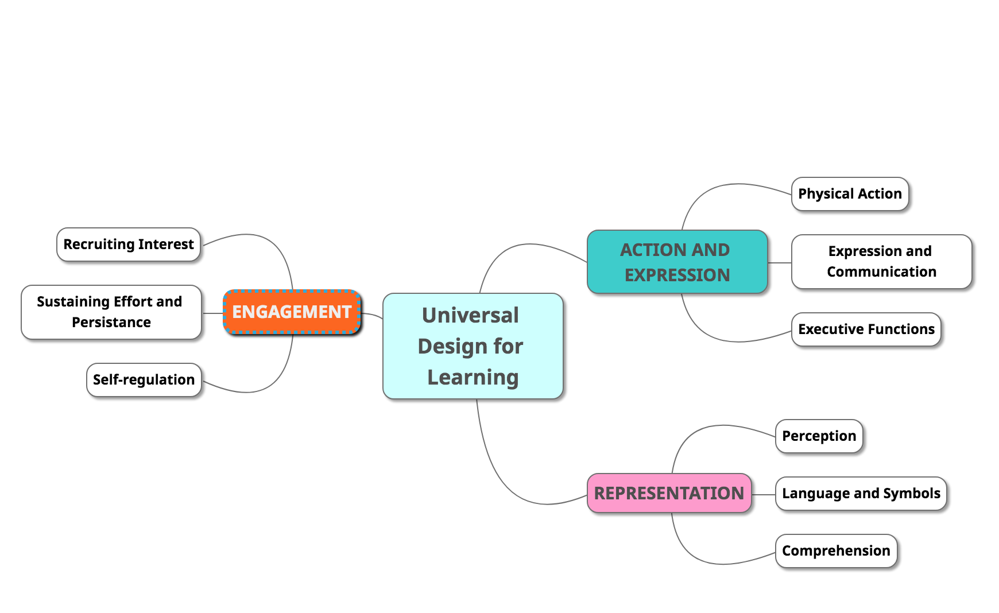 Universal
Design for
Learning
ENGAGEMENT
Recruiting Interest
Sustaining Effort and
Persistance
Self-regulation
ACTION AND
EXPRESSION
Physical Action
Expression and
Communication
Executive Functions
REPRESENTATION
Perception
Language and Symbols
Comprehension